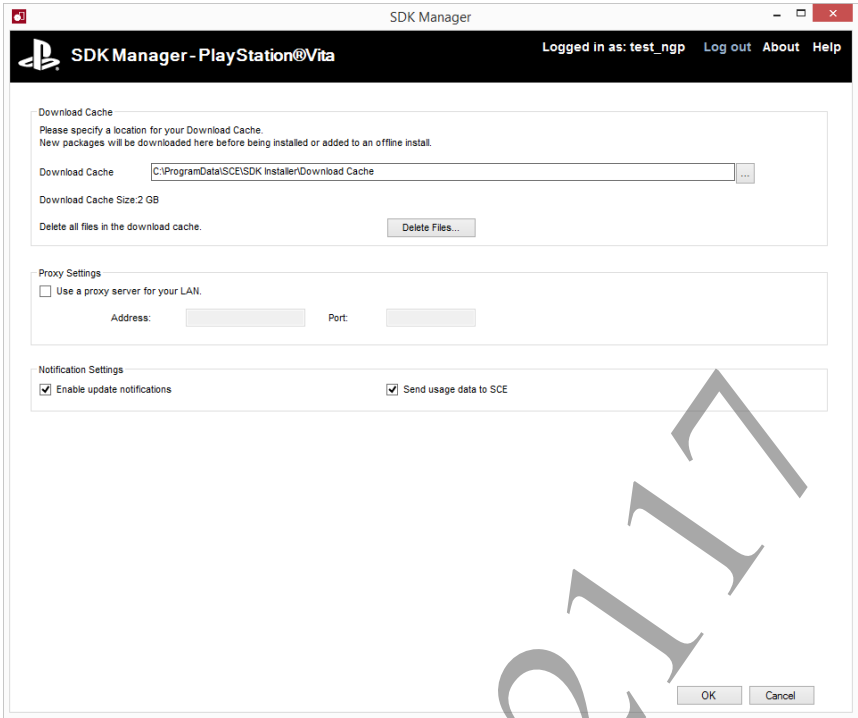 SDK Manager
SDK Manager - PlayStation®Vita
Logged in as: test_ngp Log out About Help
Download Cache
Please specify a location for your Download Cache.
New packages will be downloaded here before being installed or added to an offline install.
Download Cache C:\ProgramData\SCE\SDK Installer\Download Cache ...
Download Cache Size:2 GB
Delete all files in the download cache. Delete Files...
Proxy Settings
Use a proxy server for your LAN.
Address: Port:
Notification Settings
Enable update notifications Send usage data to SCE
2117
OK Cancel